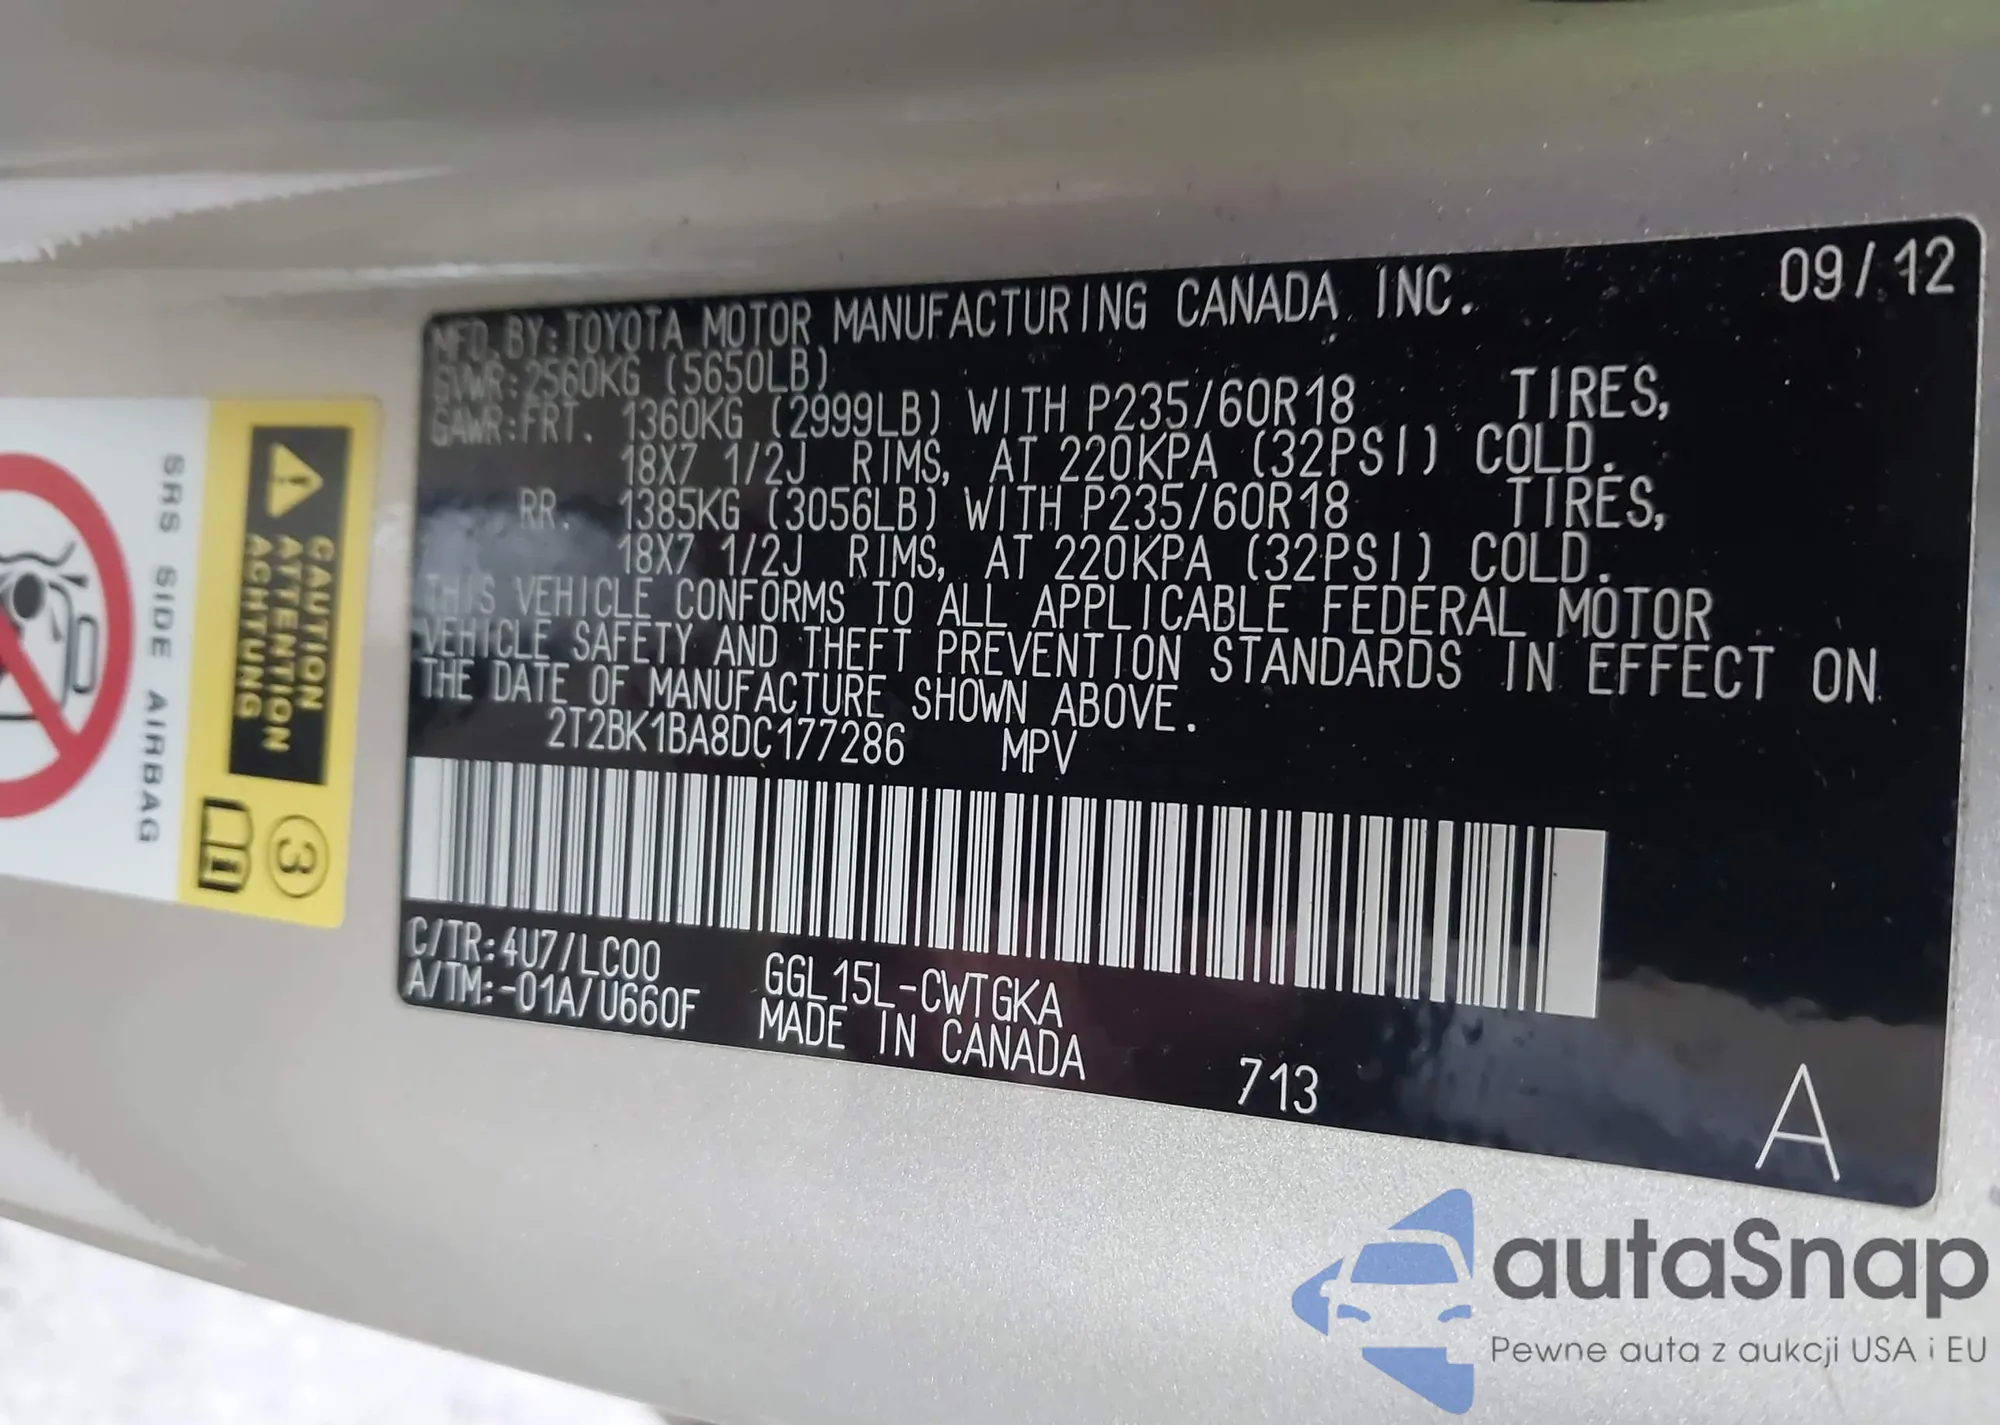 MFD. BY: TOYOTA MOTOR MANUFACTURING CANADA INC. 09/12
GVWR: 2560KG (5650LB)
GAWR: FRT. 1360KG (2999LB) WITH P235/60R18 TIRES,
18X7 1/2J RIMS, AT 220KPA (32PSI) COLD.
RR. 1385KG (3056LB) WITH P235/60R18 TIRES,
18X7 1/2J RIMS, AT 220KPA (32PSI) COLD.
THIS VEHICLE CONFORMS TO ALL APPLICABLE FEDERAL MOTOR
VEHICLE SAFETY AND THEFT PREVENTION STANDARDS IN EFFECT ON
THE DATE OF MANUFACTURE SHOWN ABOVE.
2T2BK1BA8DC177286 MPV
C/TR: 4U7/LC00
A/TM: -01A/U660F
GGL15L-CWTGKA
MADE IN CANADA
713
A
CAUTION
ATTENTION
ACHTUNG
3
SRS SIDE AIRBAG
autaSnap
Pewne auta z aukcji USA i EU